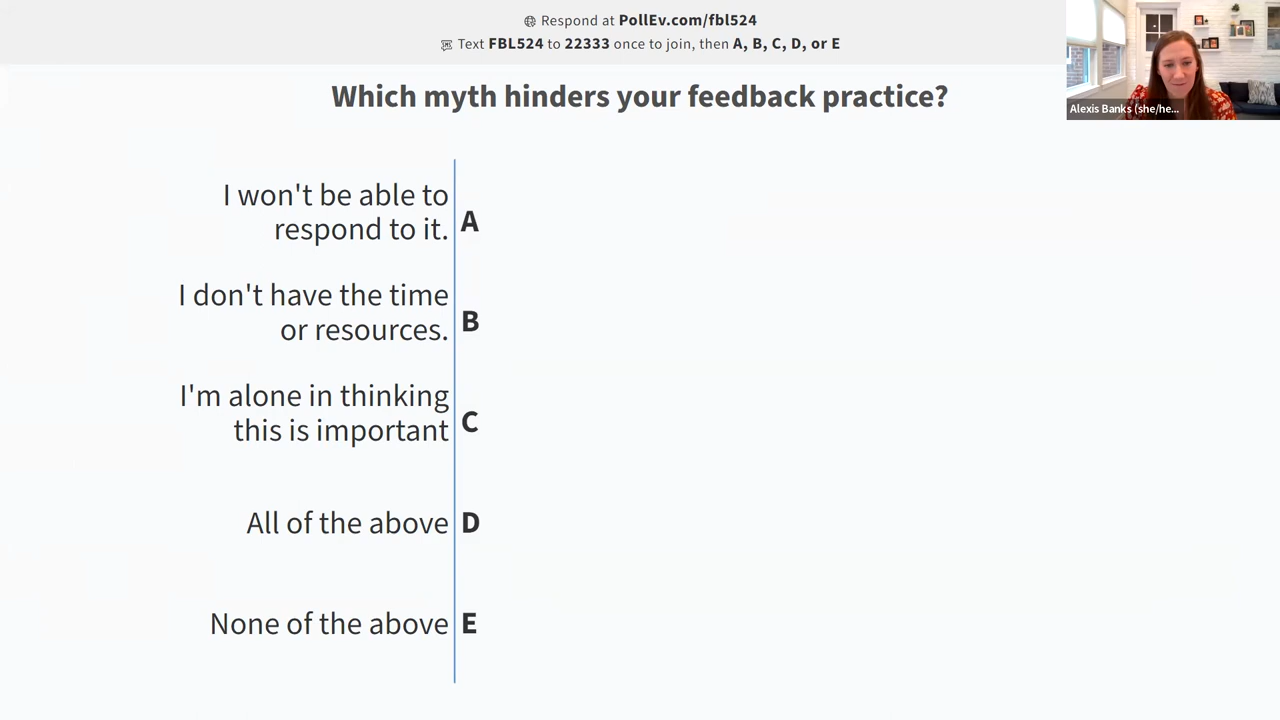 Respond at PollEv.com/fbl524
Text FBL524 to 22333 once to join, then A, B, C, D, or E
Alexis Banks (she/he...
Which myth hinders your feedback practice?
I won't be able to
respond to it.
A
I don't have the time
or resources.
B
I'm alone in thinking
this is important
C
All of the above
D
None of the above
E